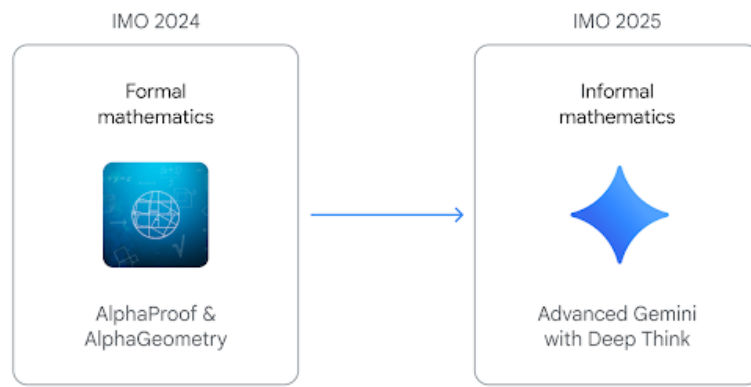 IMO 2024
Formal
mathematics
AlphaProof &
AlphaGeometry
IMO 2025
Informal
mathematics
Advanced Gemini
with Deep Think